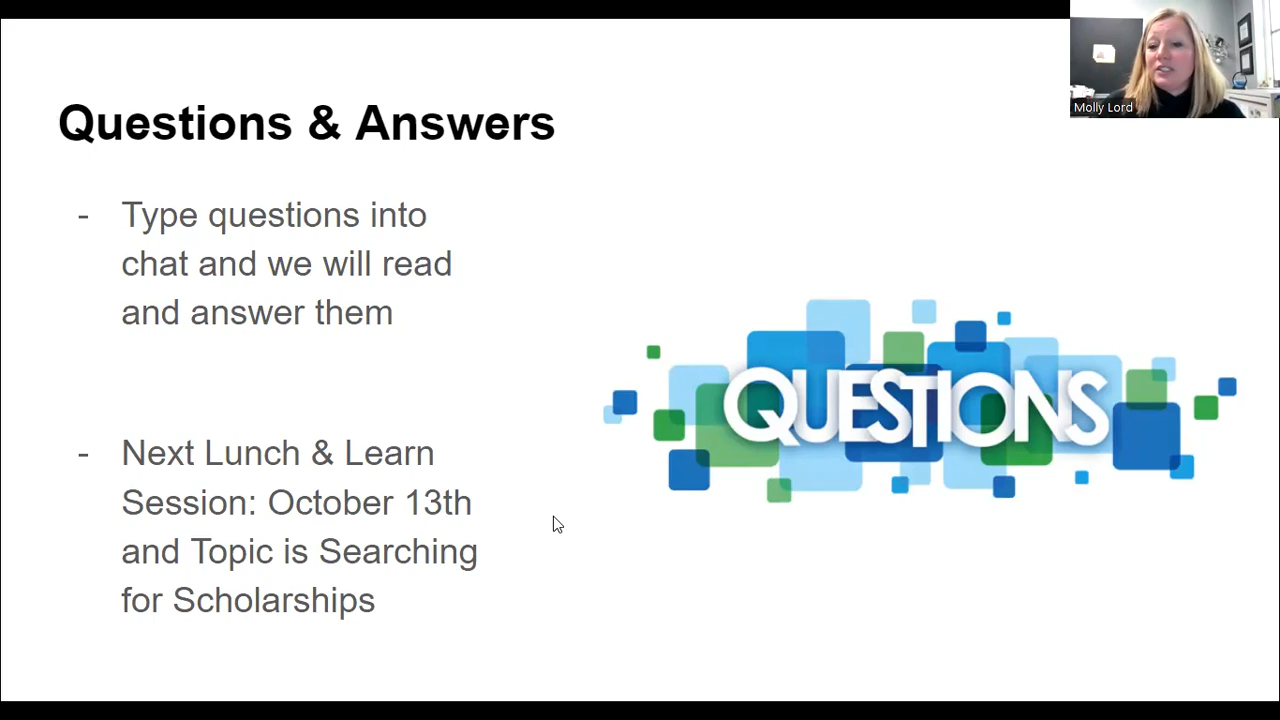 Molly Lord
Questions & Answers
- Type questions into
chat and we will read
and answer them
- Next Lunch & Learn
Session: October 13th
and Topic is Searching
for Scholarships
QUESTIONS